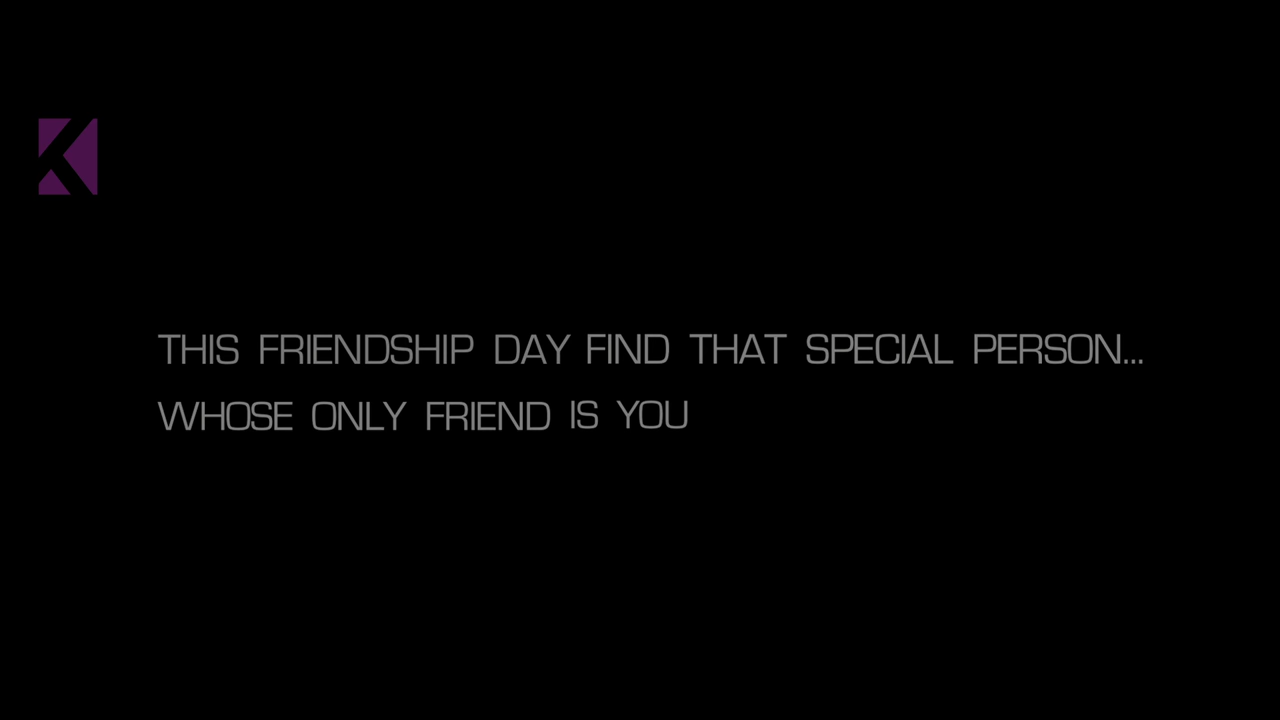 K
THIS FRIENDSHIP DAY FIND THAT SPECIAL PERSON...
WHOSE ONLY FRIEND IS YOU